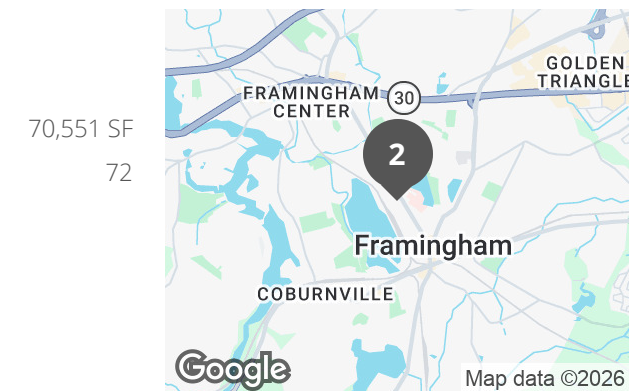 70,551 SF
72
GOLDEN
TRIANGLE
FRAMINGHAM
CENTER
30
2
Framingham
COBURNVILLE
Google
Map data ©2026